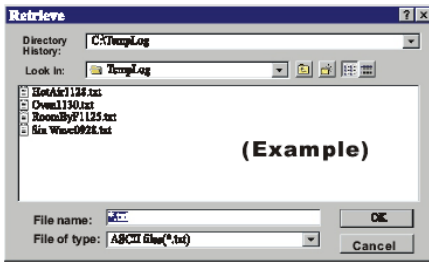 Retrieve
Directory History: C:\TempLog
Look in: TempLog
HotAir1128.txt
Oven1130.txt
RoomByF1125.txt
Sin Wave0928.txt
(Example)
File name:
OK
File of type: ASCII files(*.txt)
Cancel